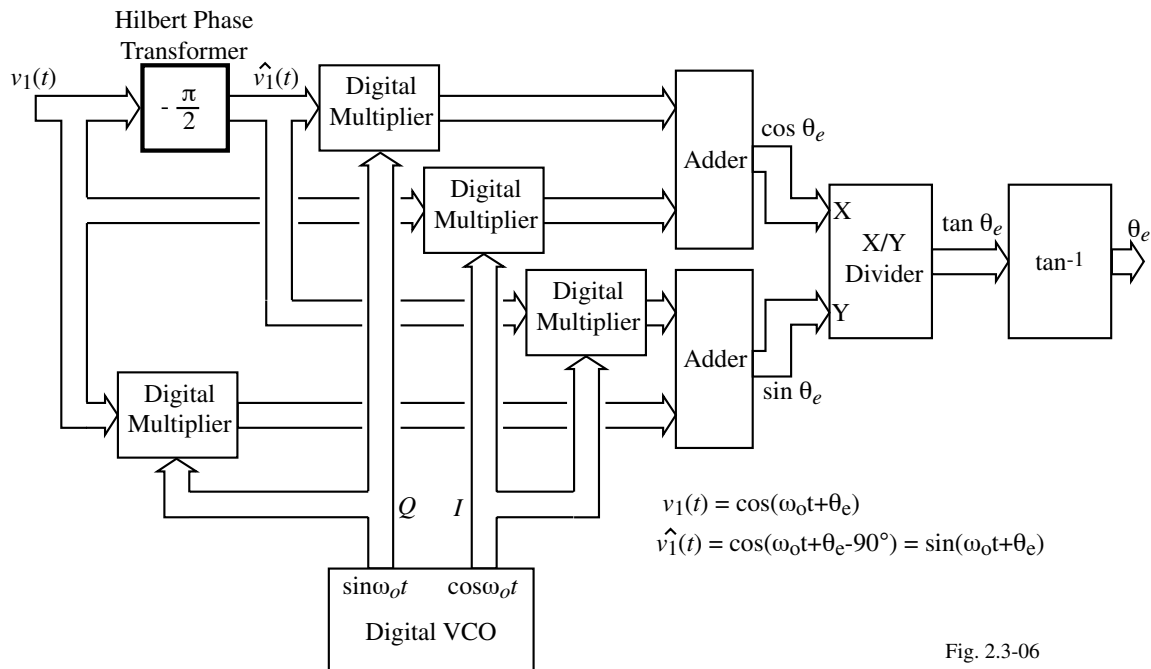 Hilbert Phase
Transformer
v1(t)
- π/2
v̂1(t)
Digital
Multiplier
Digital
Multiplier
Digital
Multiplier
Digital
Multiplier
Adder
cos θe
Adder
sin θe
X
X/Y
Divider
Y
tan θe
tan-1
θe
Q
I
sinωot
cosωot
Digital VCO
v1(t) = cos(ωot+θe)
v̂1(t) = cos(ωot+θe-90°) = sin(ωot+θe)
Fig. 2.3-06